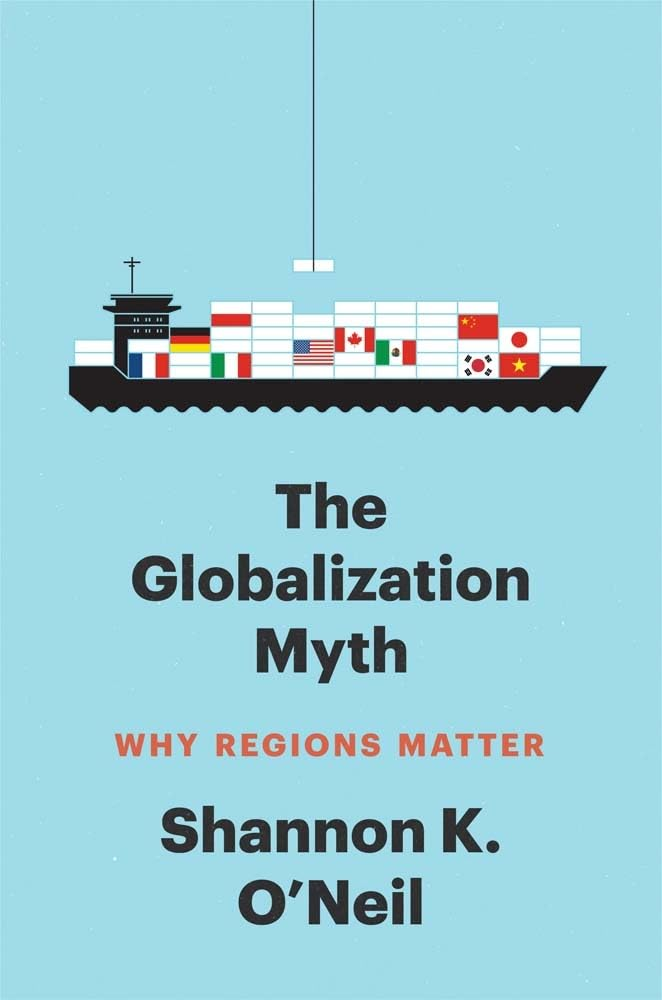 The
Globalization
Myth
WHY REGIONS MATTER
Shannon K.
O’Neil